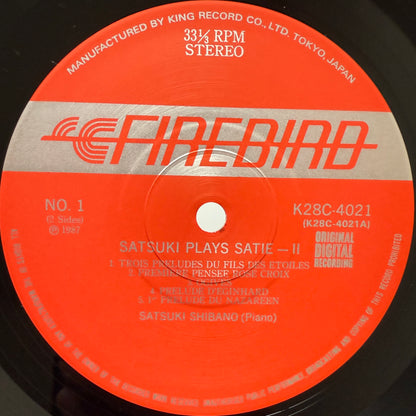 MANUFACTURED BY KING RECORD CO., LTD. TOKYO, JAPAN
33⅓ RPM
STEREO
FIREBIRD
NO. 1
(2 Sides)
Ⓟ 1987
K28C-4021
(K28C-4021A)
SATSUKI PLAYS SATIE — II
ORIGINAL
DIGITAL
RECORDING
1. TROIS PRELUDES DU FILS DES ETOILES
2. PREMIERE PENSEE ROSE CROIX
4. PRELUDE D'EGINHARD
5. 1er PRELUDE DU NAZAREEN
SATSUKI SHIBANO (Piano)